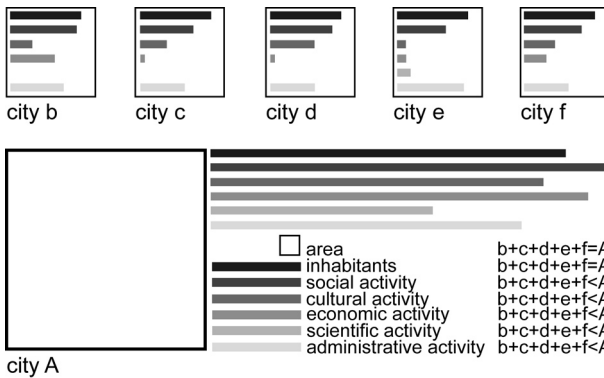 city b
city c
city d
city e
city f
area b+c+d+e+f=A
inhabitants b+c+d+e+f=A
social activity b+c+d+e+f<A
cultural activity b+c+d+e+f<A
economic activity b+c+d+e+f<A
scientific activity b+c+d+e+f<A
administrative activity b+c+d+e+f<A
city A